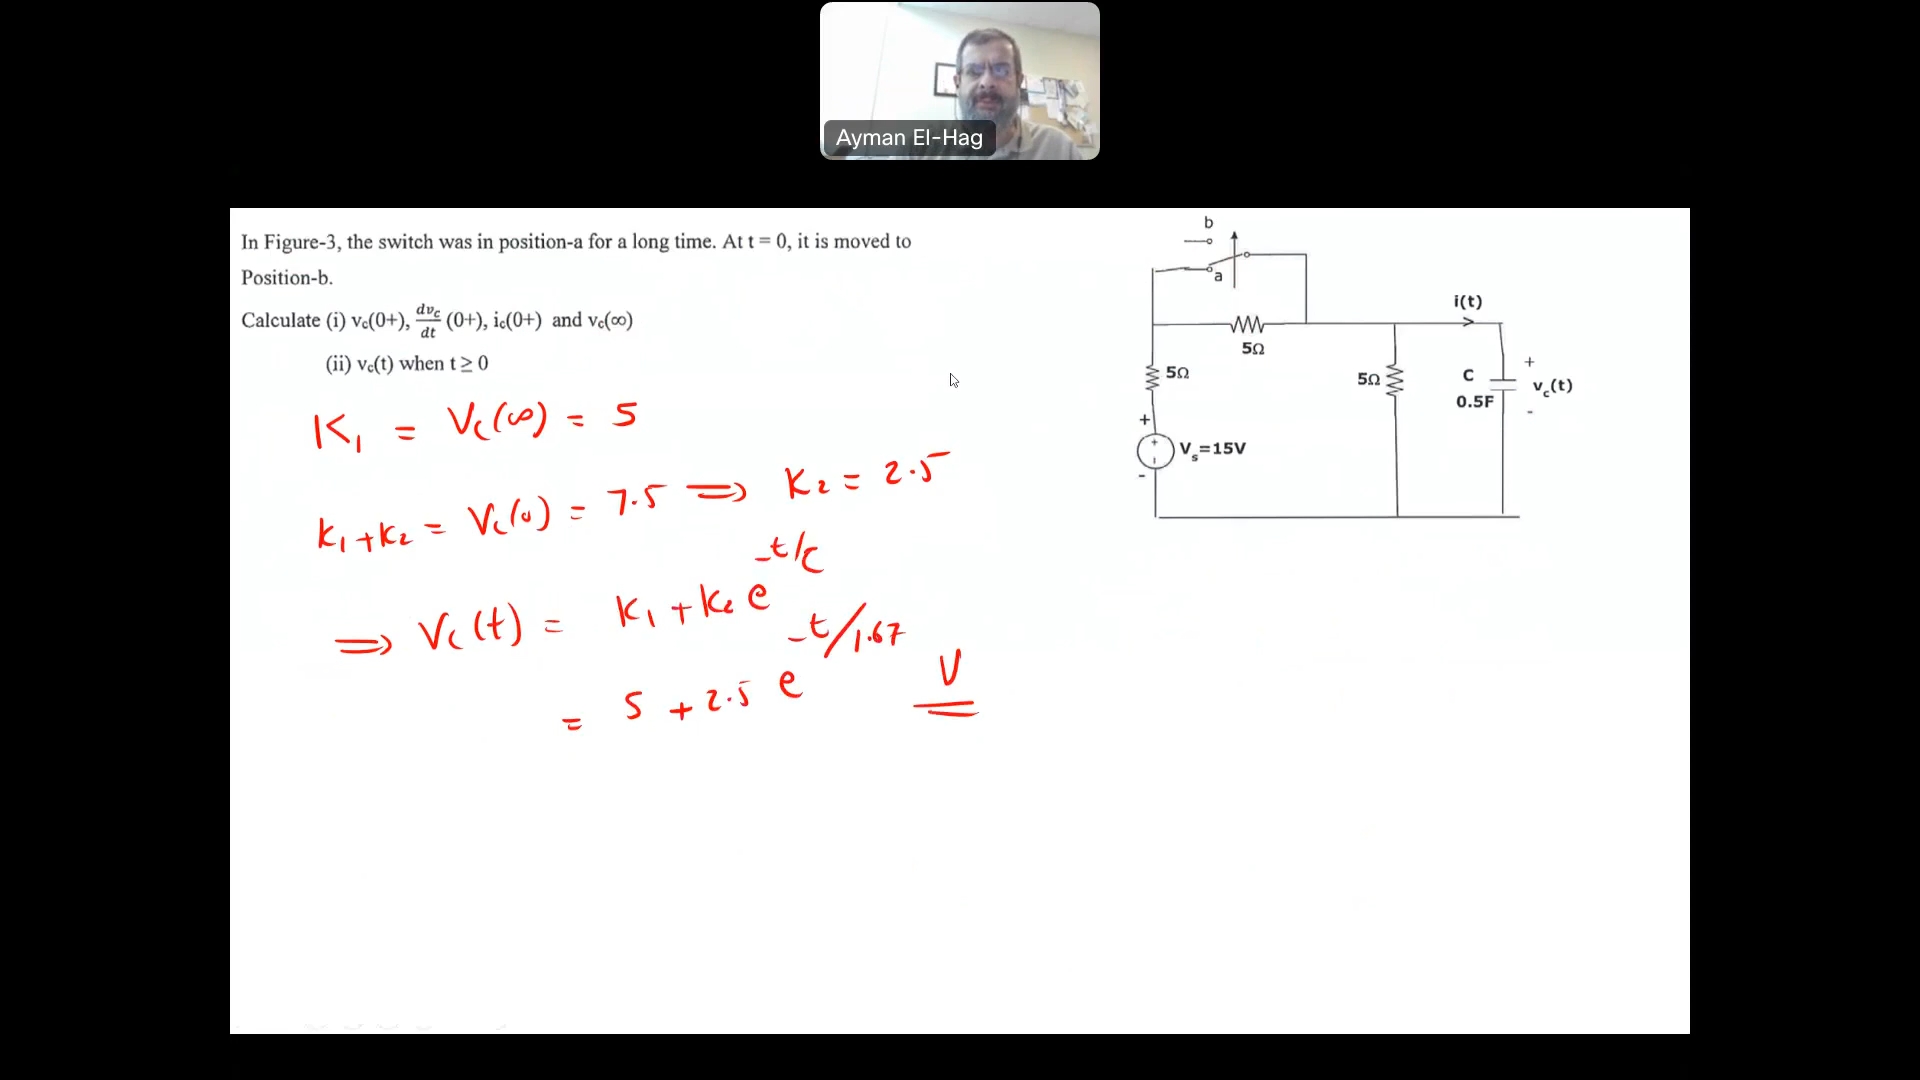 Ayman El-Hag
In Figure-3, the switch was in position-a for a long time. At t = 0, it is moved to
Position-b.
Calculate (i) vc(0+), dvc/dt (0+), ic(0+) and vc(∞)
(ii) vc(t) when t ≥ 0
K1 = Vc(∞) = 5
K1 + K2 = Vc(0) = 7.5 ⟹ K2 = 2.5
⟹ Vc(t) = K1 + K2 e^-t/τ
= 5 + 2.5 e^-t/1.67 V
b
a
i(t)
5Ω
5Ω
5Ω
C
0.5F
+
vc(t)
-
+
+
Vs=15V
-